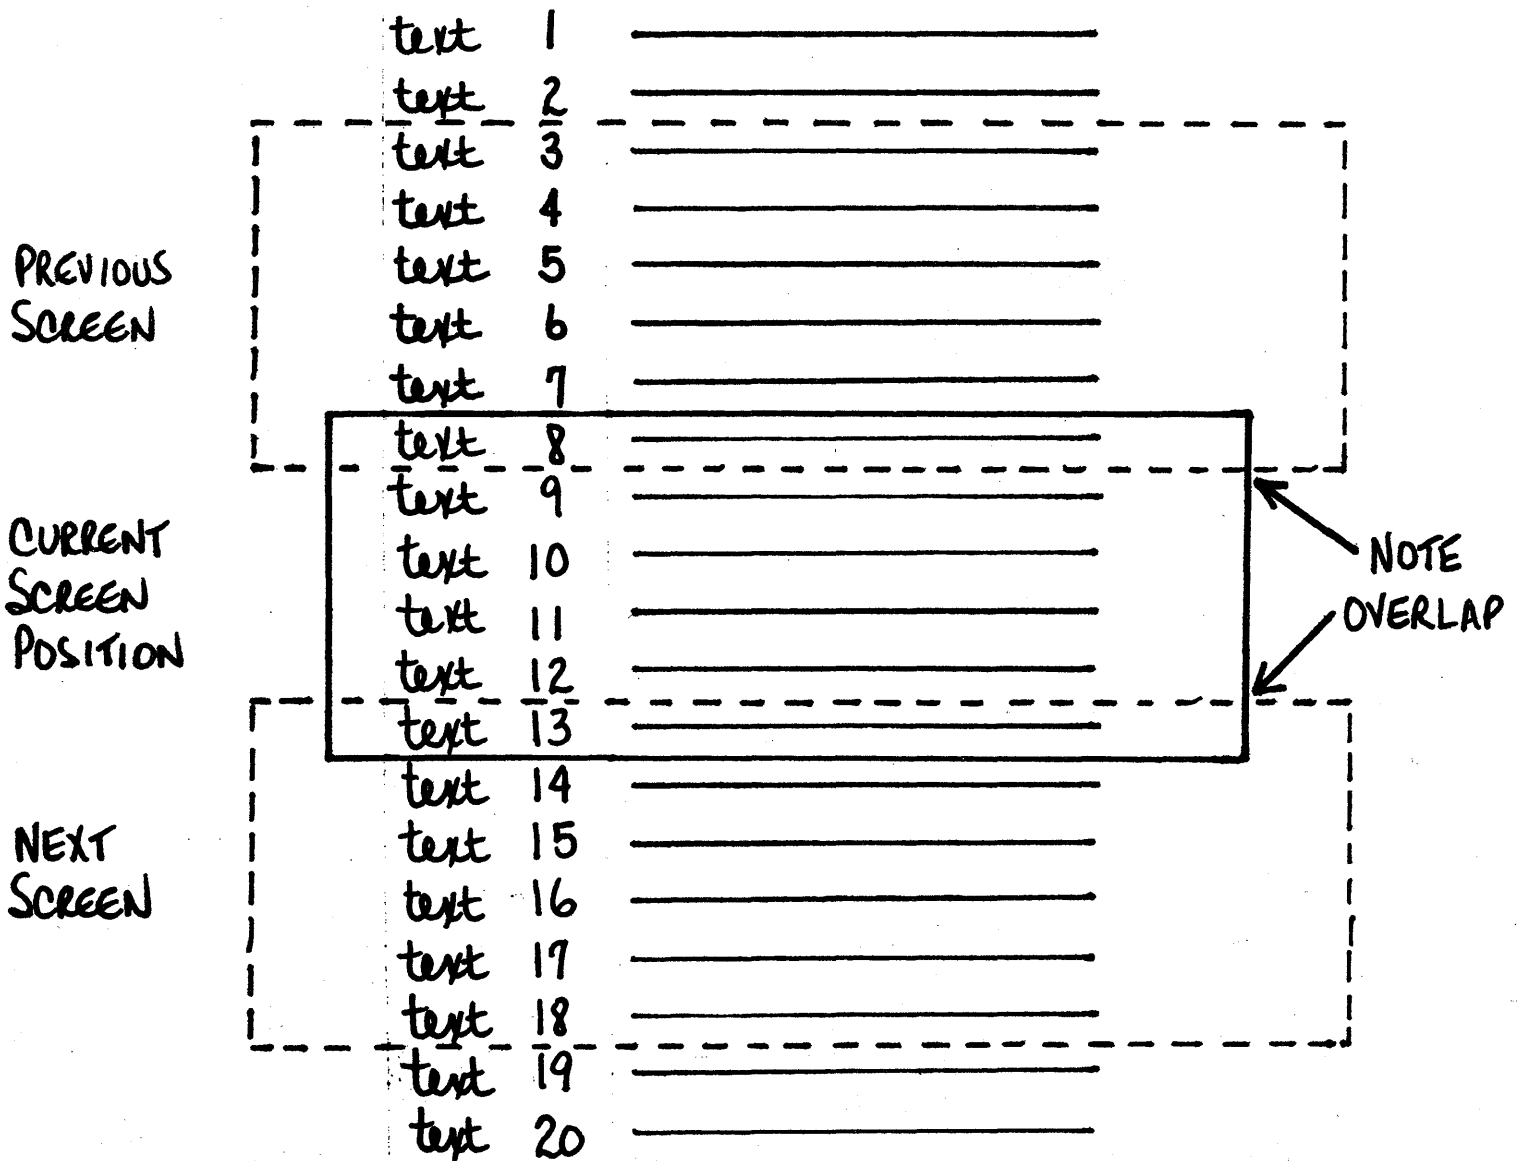 text 1
text 2
text 3
text 4
PREVIOUS
text 5
SCREEN
text 6
text 7
text 8
text 9
CURRENT
SCREEN
POSITION
text 10
NOTE
text 11
OVERLAP
text 12
text 13
text 14
NEXT
SCREEN
text 15
text 16
text 17
text 18
text 19
text 20